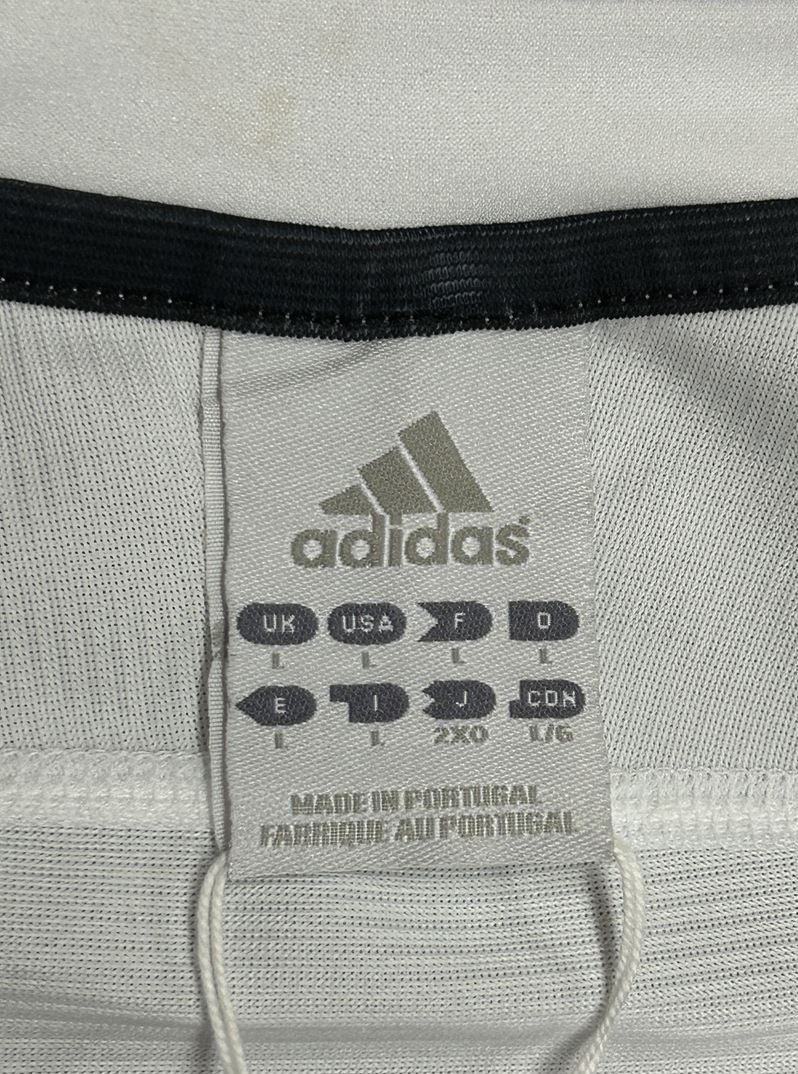 adidas
UK USA F D
L L L L
E I J CDN
L L 2XO L/G
MADE IN PORTUGAL
FABRIQUE AU PORTUGAL